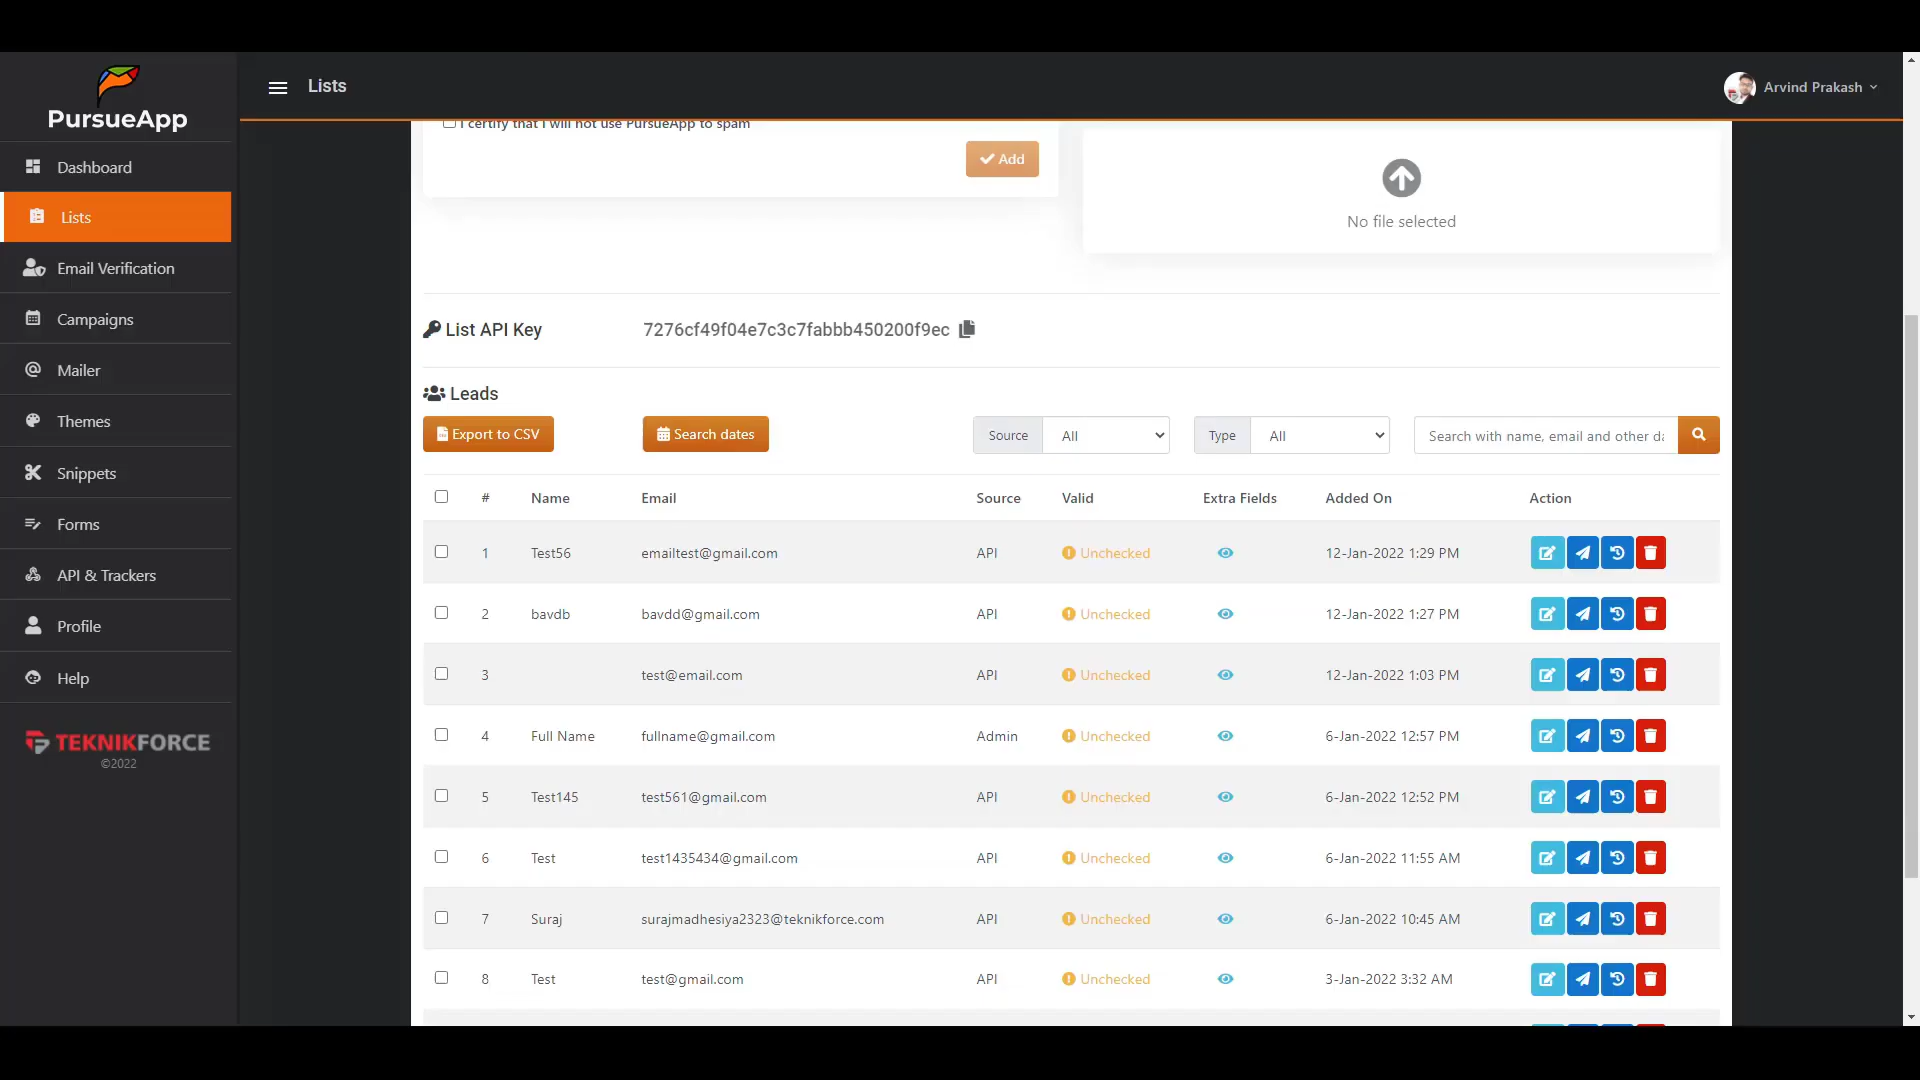 PursueApp
Lists
Arvind Prakash
Dashboard
Lists
Email Verification
Campaigns
Mailer
Themes
Snippets
Forms
API & Trackers
Profile
Help
TEKNIKFORCE
©2022
I certify that I will not use PursueApp to spam
Add
No file selected
List API Key 7276cf49f04e7c3c7fabbb450200f9ec
Leads
Export to CSV Search dates Source All Type All Search with name, email and other da
# Name Email Source Valid Extra Fields Added On Action
1 Test56 emailtest@gmail.com API Unchecked 12-Jan-2022 1:29 PM
2 bavdb bavdd@gmail.com API Unchecked 12-Jan-2022 1:27 PM
3 test@email.com API Unchecked 12-Jan-2022 1:03 PM
4 Full Name fullname@gmail.com Admin Unchecked 6-Jan-2022 12:57 PM
5 Test145 test561@gmail.com API Unchecked 6-Jan-2022 12:52 PM
6 Test test1435434@gmail.com API Unchecked 6-Jan-2022 11:55 AM
7 Suraj surajmadhesiya2323@teknikforce.com API Unchecked 6-Jan-2022 10:45 AM
8 Test test@gmail.com API Unchecked 3-Jan-2022 3:32 AM